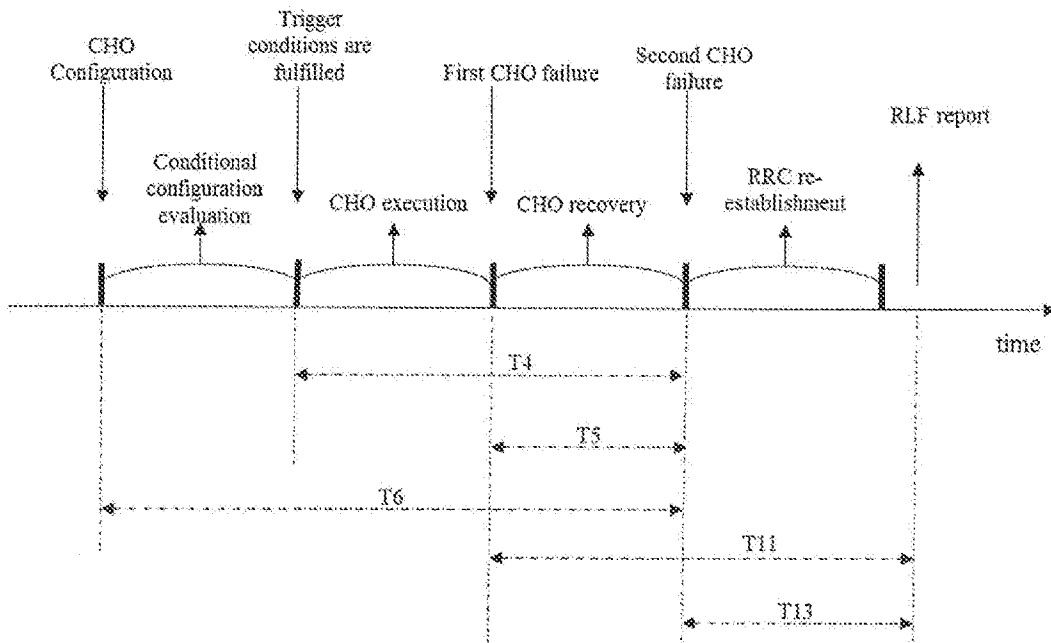 CHO
Configuration
Trigger
conditions are
fulfilled
First CHO failure
Second CHO
failure
RLF report
Conditional
configuration
evaluation
CHO execution
CHO recovery
RRC re-
establishment
time
T4
T5
T6
T11
T13